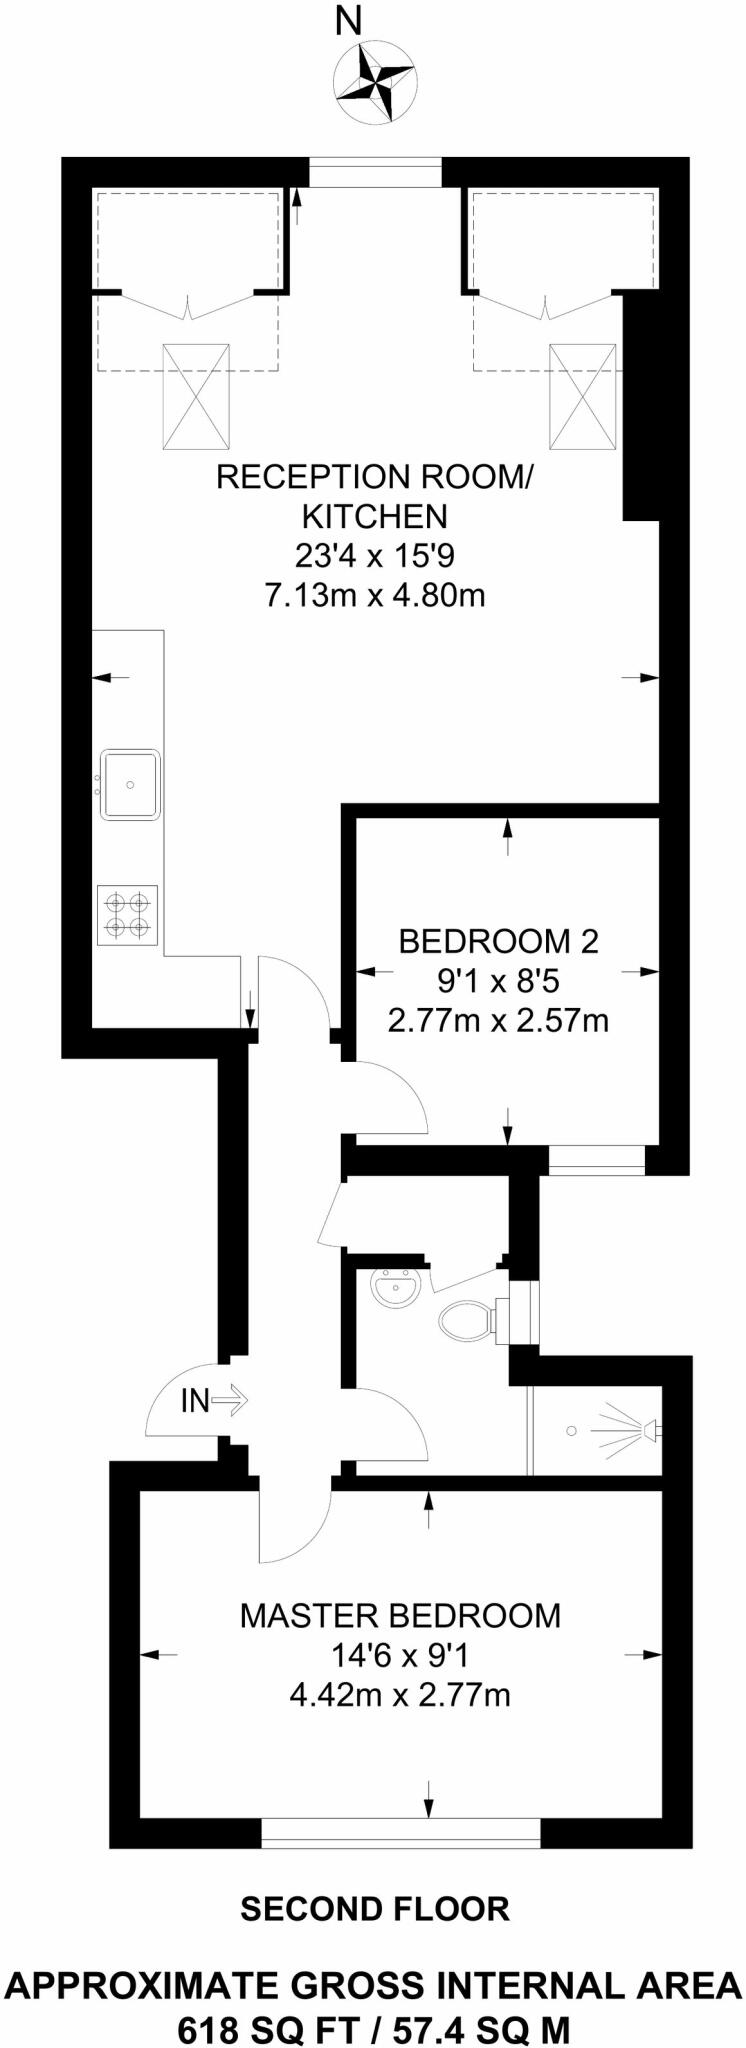 N
RECEPTION ROOM/
KITCHEN
23'4 x 15'9
7.13m x 4.80m
BEDROOM 2
9'1 x 8'5
2.77m x 2.57m
IN
MASTER BEDROOM
14'6 x 9'1
4.42m x 2.77m
SECOND FLOOR
APPROXIMATE GROSS INTERNAL AREA
618 SQ FT / 57.4 SQ M